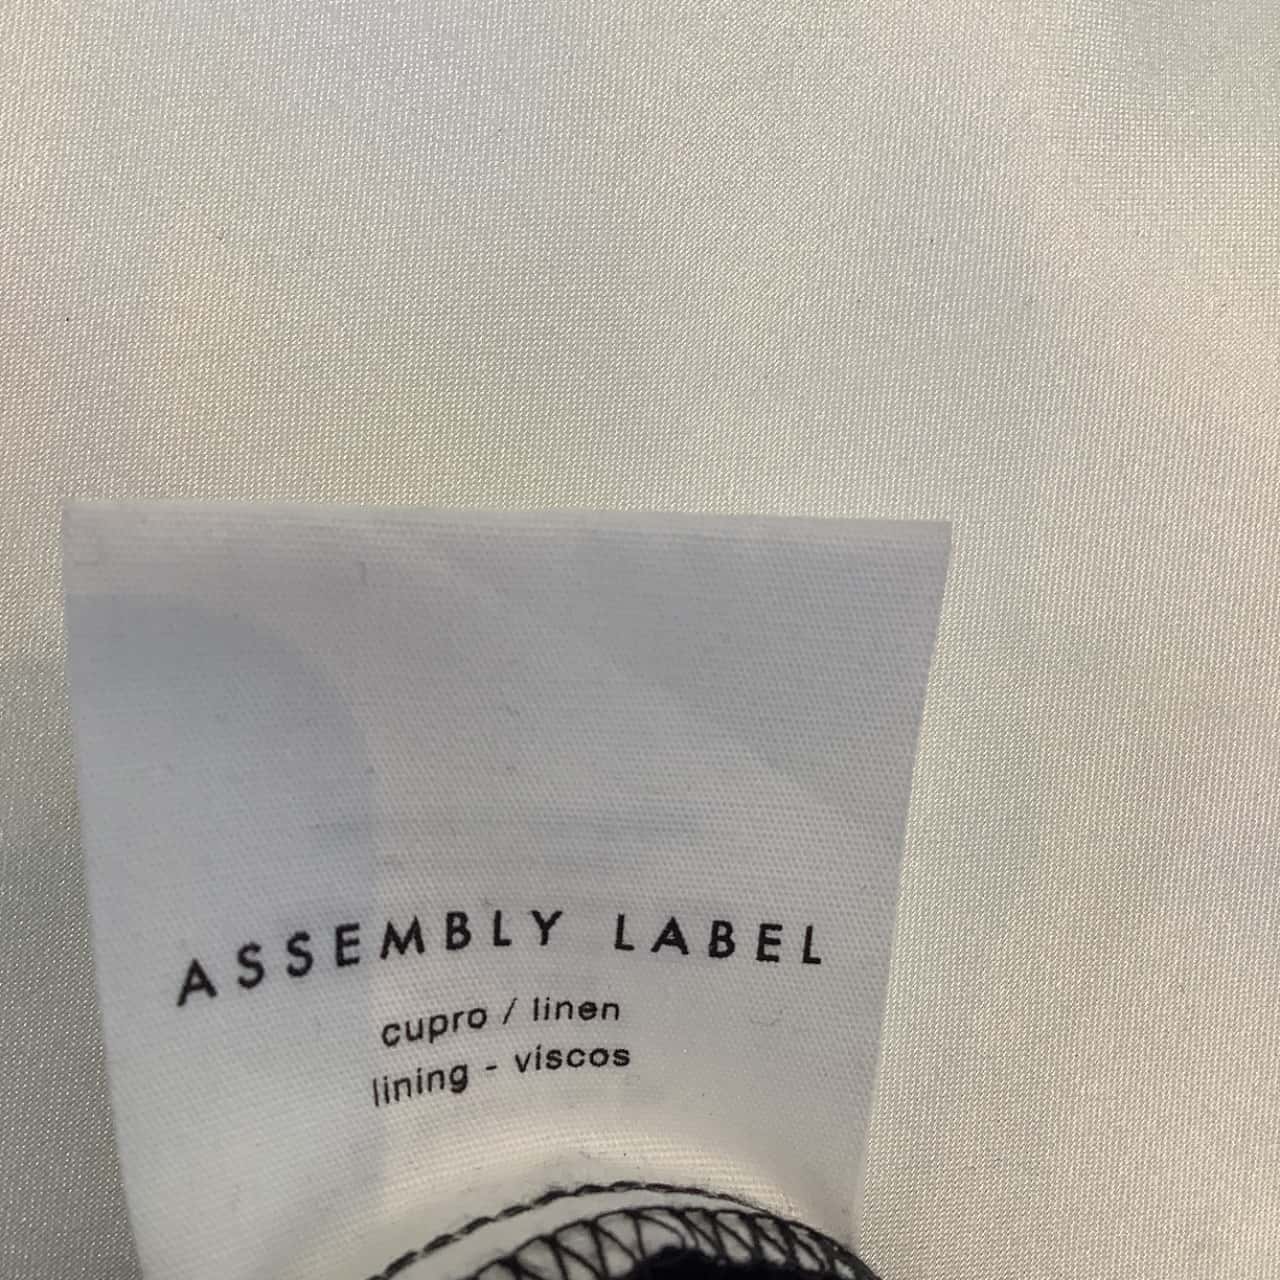 ASSEMBLY LABEL
cupro / linen
lining - viscos